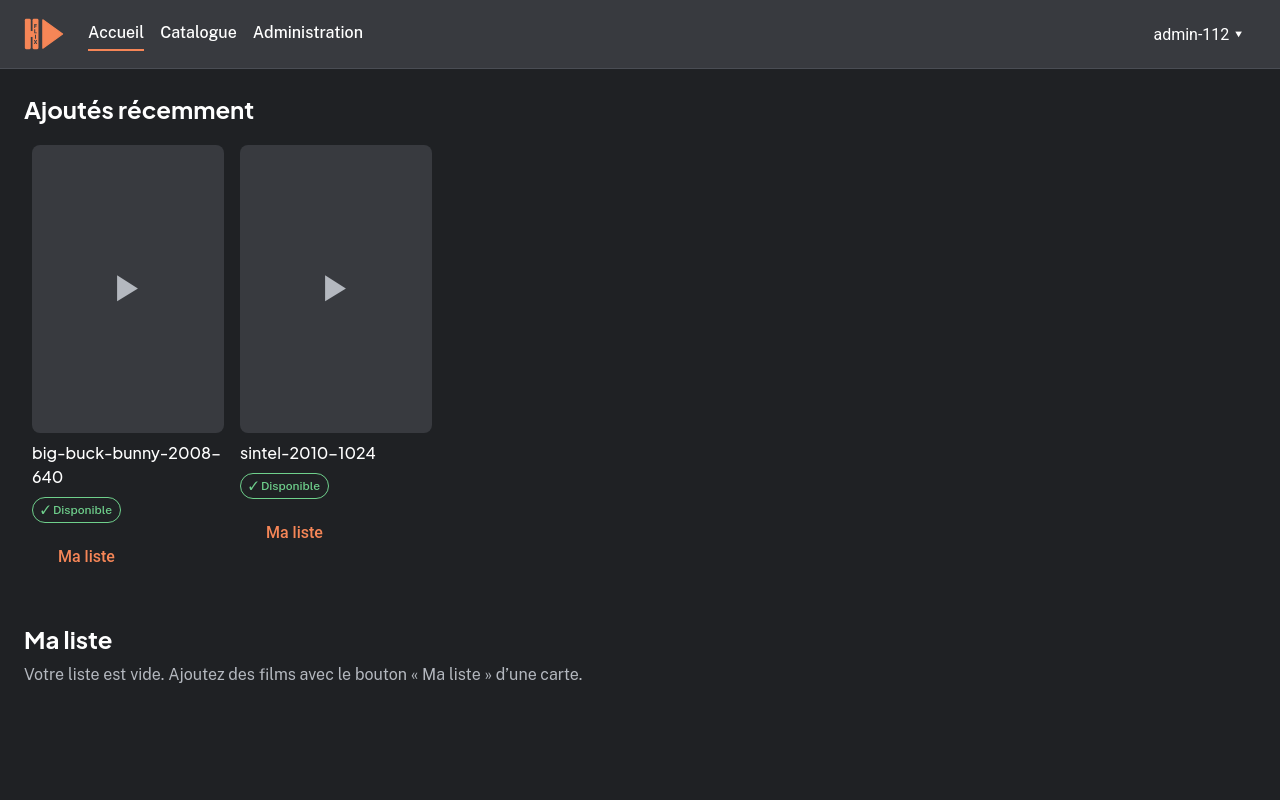 Accueil Catalogue Administration admin-112 ▾
Ajoutés récemment
big-buck-bunny-2008-
640
✓ Disponible
Ma liste
sintel-2010-1024
✓ Disponible
Ma liste
Ma liste
Votre liste est vide. Ajoutez des films avec le bouton « Ma liste » d’une carte.